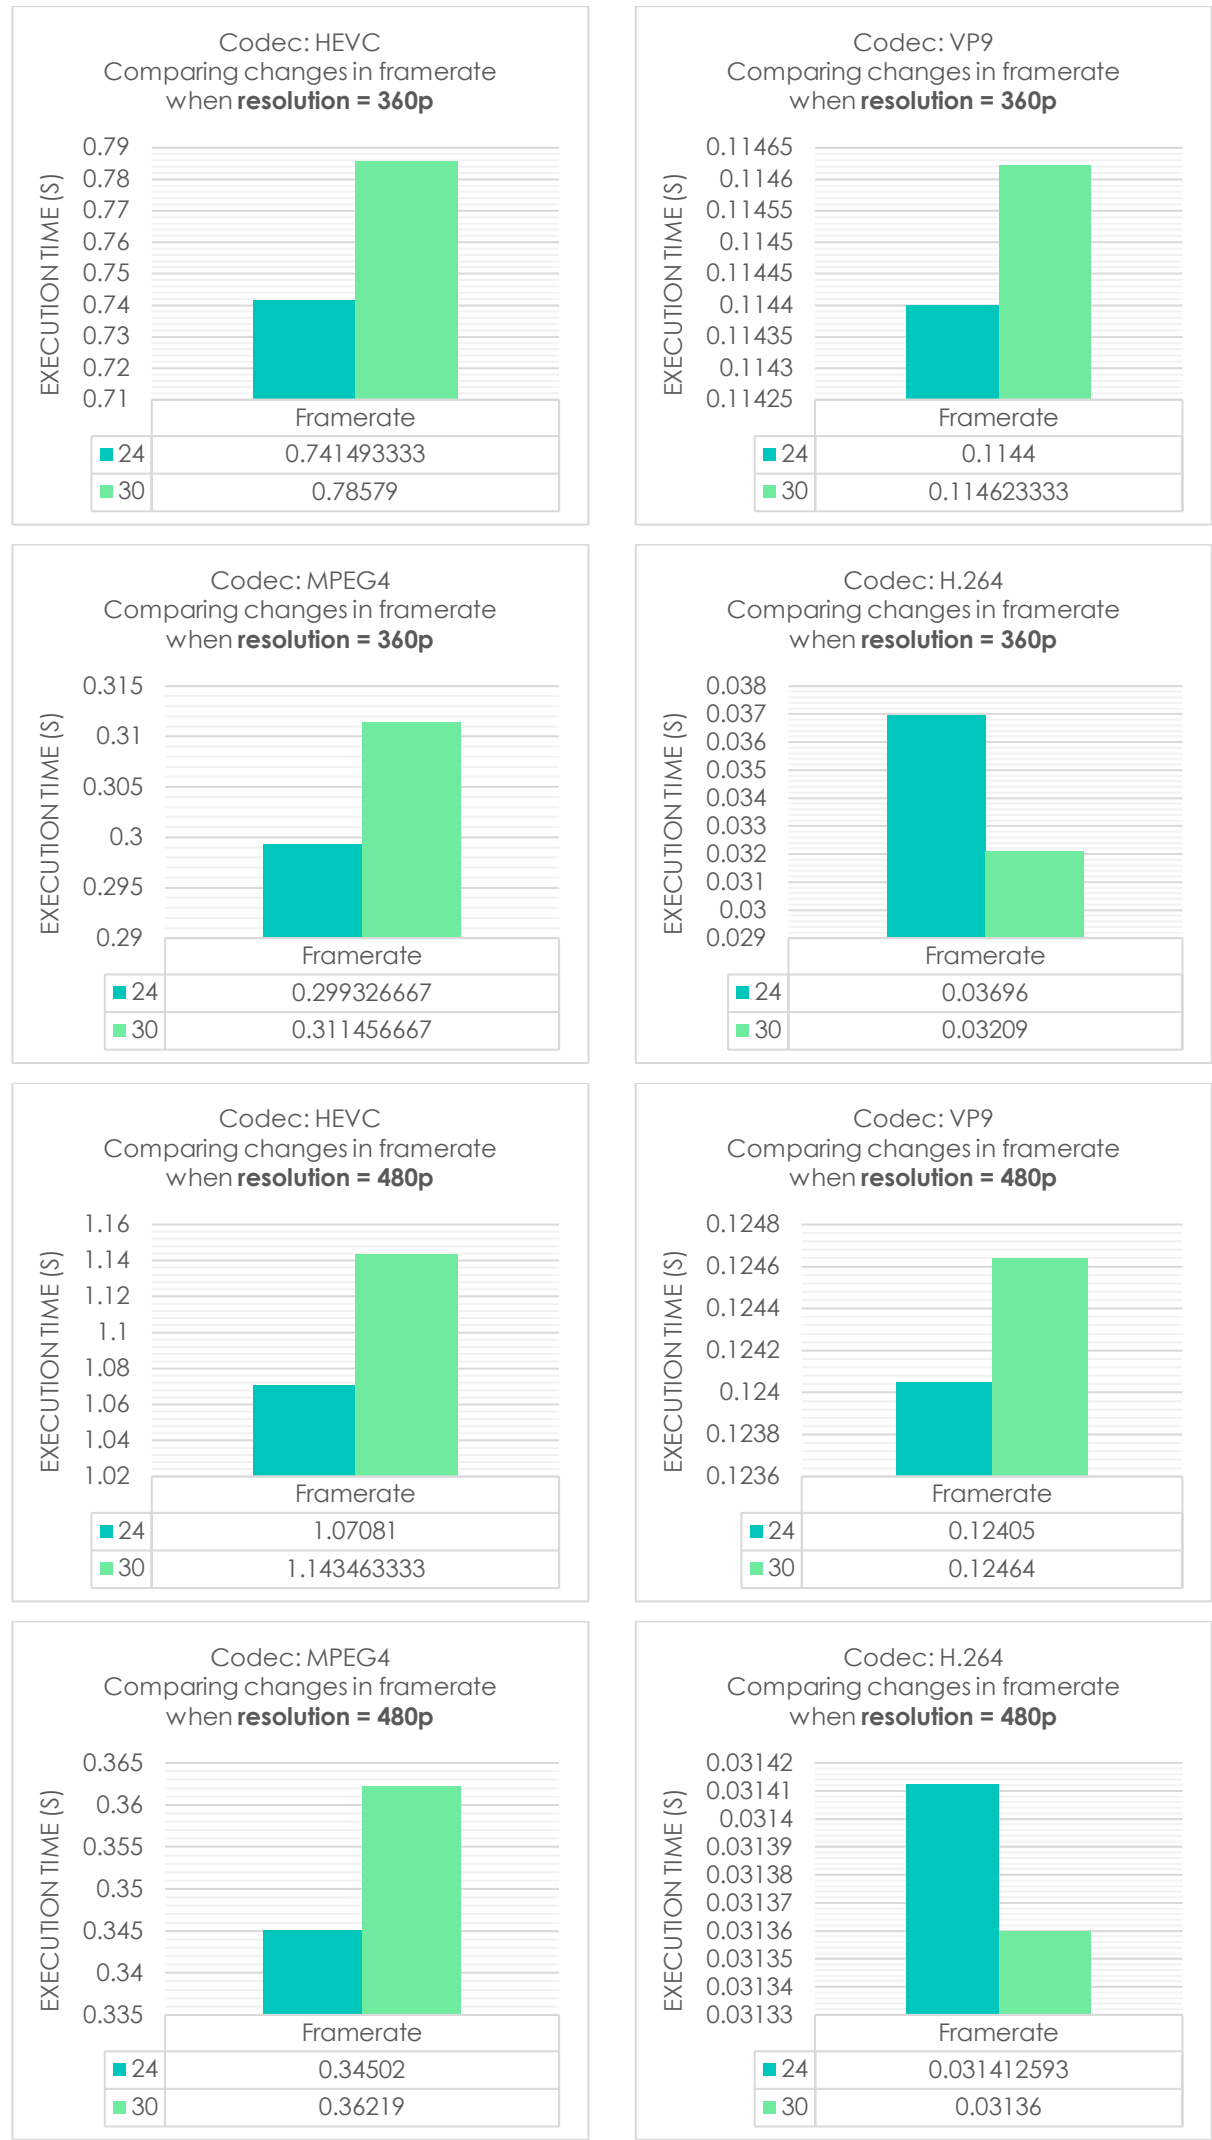 Codec: HEVC
Comparing changes in framerate
when resolution = 360p
EXECUTION TIME (S)
0.79
0.78
0.77
0.76
0.75
0.74
0.73
0.72
0.71
Framerate
24 0.741493333
30 0.78579
Codec: VP9
Comparing changes in framerate
when resolution = 360p
EXECUTION TIME (S)
0.11465
0.1146
0.11455
0.1145
0.11445
0.1144
0.11435
0.1143
0.11425
Framerate
24 0.1144
30 0.114623333
Codec: MPEG4
Comparing changes in framerate
when resolution = 360p
EXECUTION TIME (S)
0.315
0.31
0.305
0.3
0.295
0.29
Framerate
24 0.299326667
30 0.311456667
Codec: H.264
Comparing changes in framerate
when resolution = 360p
EXECUTION TIME (S)
0.038
0.037
0.036
0.035
0.034
0.033
0.032
0.031
0.03
0.029
Framerate
24 0.03696
30 0.03209
Codec: HEVC
Comparing changes in framerate
when resolution = 480p
EXECUTION TIME (S)
1.16
1.14
1.12
1.1
1.08
1.06
1.04
1.02
Framerate
24 1.07081
30 1.143463333
Codec: VP9
Comparing changes in framerate
when resolution = 480p
EXECUTION TIME (S)
0.1248
0.1246
0.1244
0.1242
0.124
0.1238
0.1236
Framerate
24 0.12405
30 0.12464
Codec: MPEG4
Comparing changes in framerate
when resolution = 480p
EXECUTION TIME (S)
0.365
0.36
0.355
0.35
0.345
0.34
0.335
Framerate
24 0.34502
30 0.36219
Codec: H.264
Comparing changes in framerate
when resolution = 480p
EXECUTION TIME (S)
0.03142
0.03141
0.0314
0.03139
0.03138
0.03137
0.03136
0.03135
0.03134
0.03133
Framerate
24 0.031412593
30 0.03136